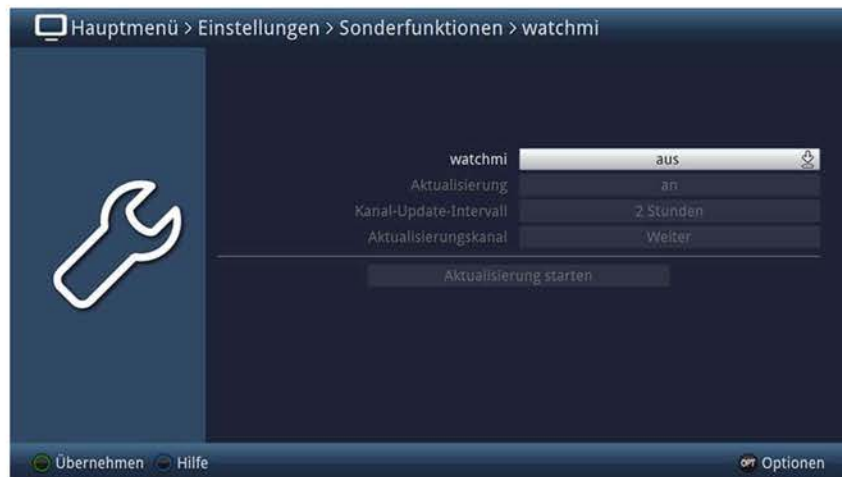 Hauptmenü > Einstellungen > Sonderfunktionen > watchmi
watchmi aus
Aktualisierung an
Kanal-Update-Intervall 2 Stunden
Aktualisierungskanal Weiter
Aktualisierung starten
Übernehmen Hilfe OPT Optionen